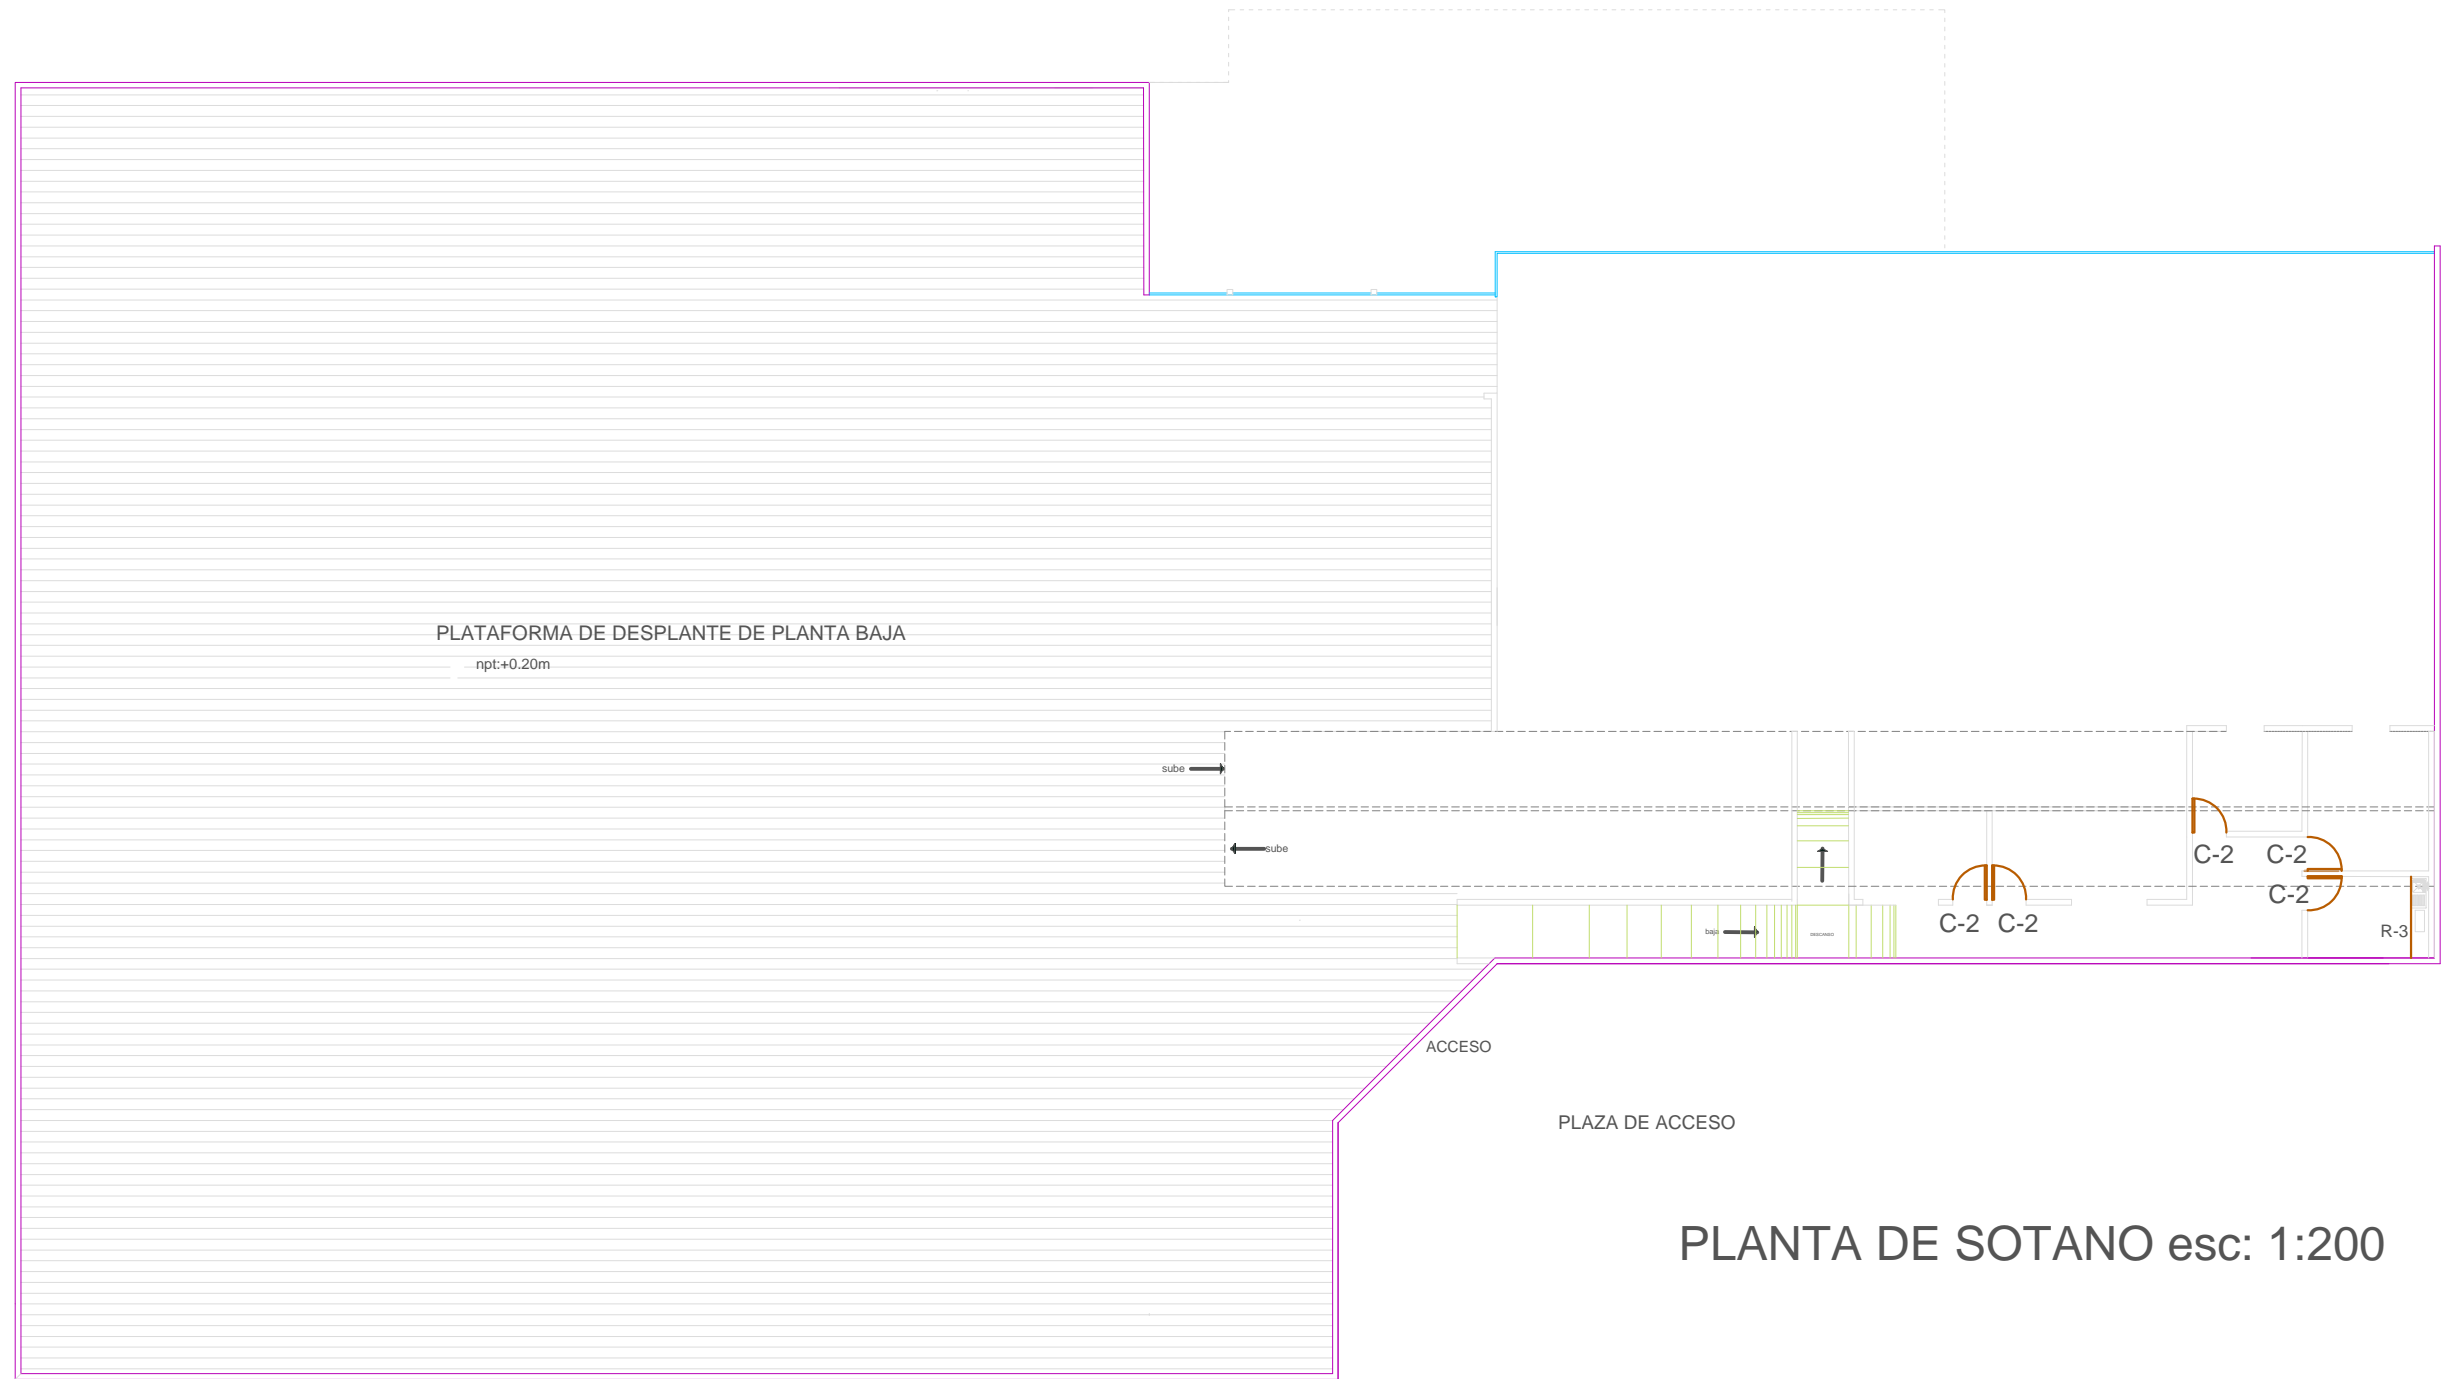 PLATAFORMA DE DESPLANTE DE PLANTA BAJA
npt:+0.20m
sube
sube
C-2
C-2
C-2
C-2
C-2
R-3
baja
DESCANSO
ACCESO
PLAZA DE ACCESO
PLANTA DE SOTANO esc: 1:200